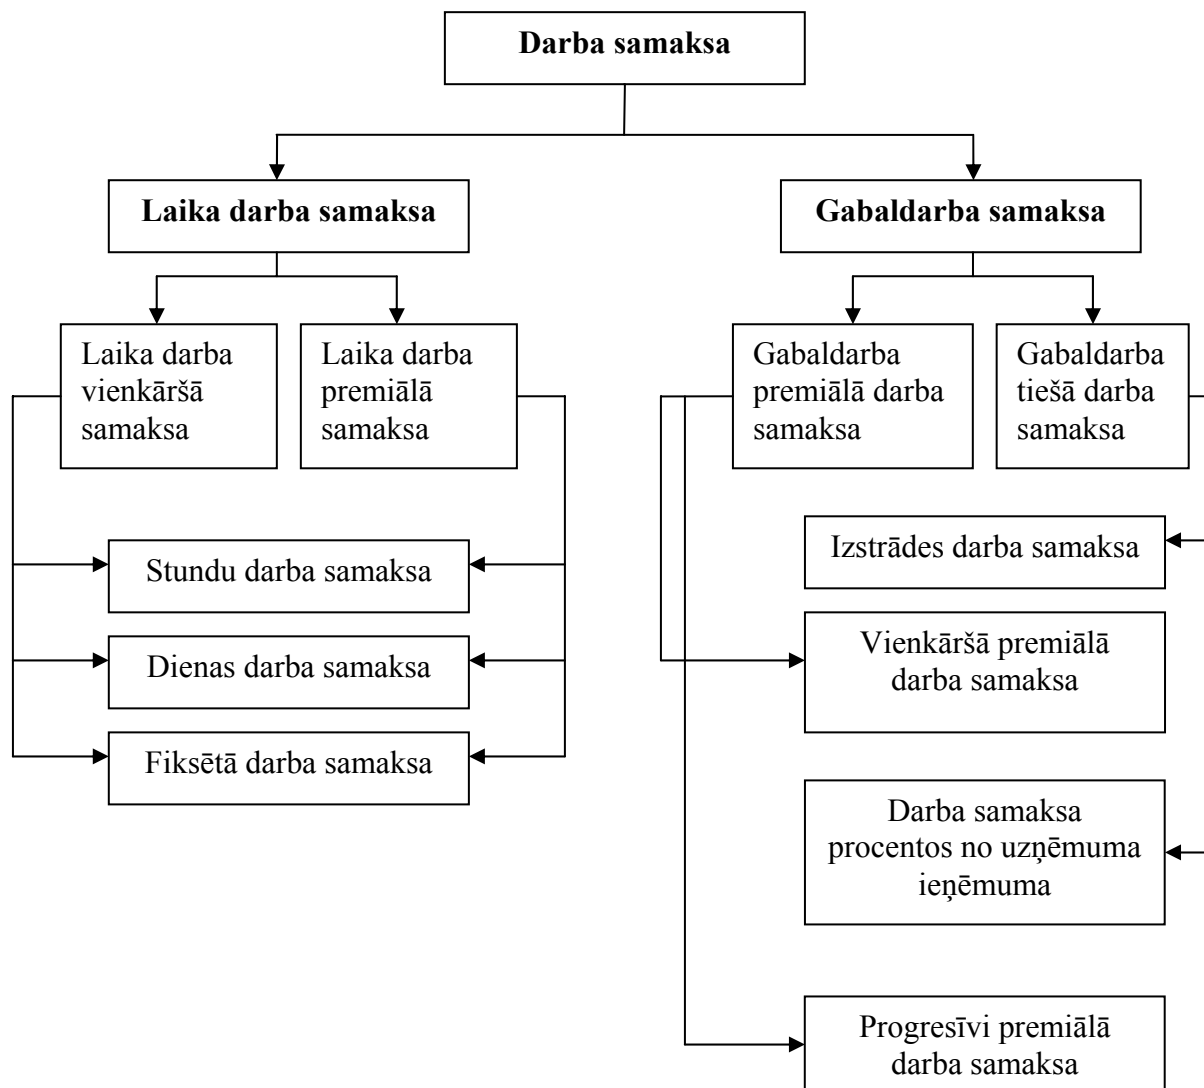 Darba samaksa
Laika darba samaksa
Gabaldarba samaksa
Laika darba
vienkāršā
samaksa
Laika darba
premiālā
samaksa
Gabaldarba
premiālā darba
samaksa
Gabaldarba
tiešā darba
samaksa
Stundu darba samaksa
Dienas darba samaksa
Fiksētā darba samaksa
Izstrādes darba samaksa
Vienkāršā premiālā
darba samaksa
Darba samaksa
procentos no uzņēmuma
ieņēmuma
Progresīvi premiālā
darba samaksa